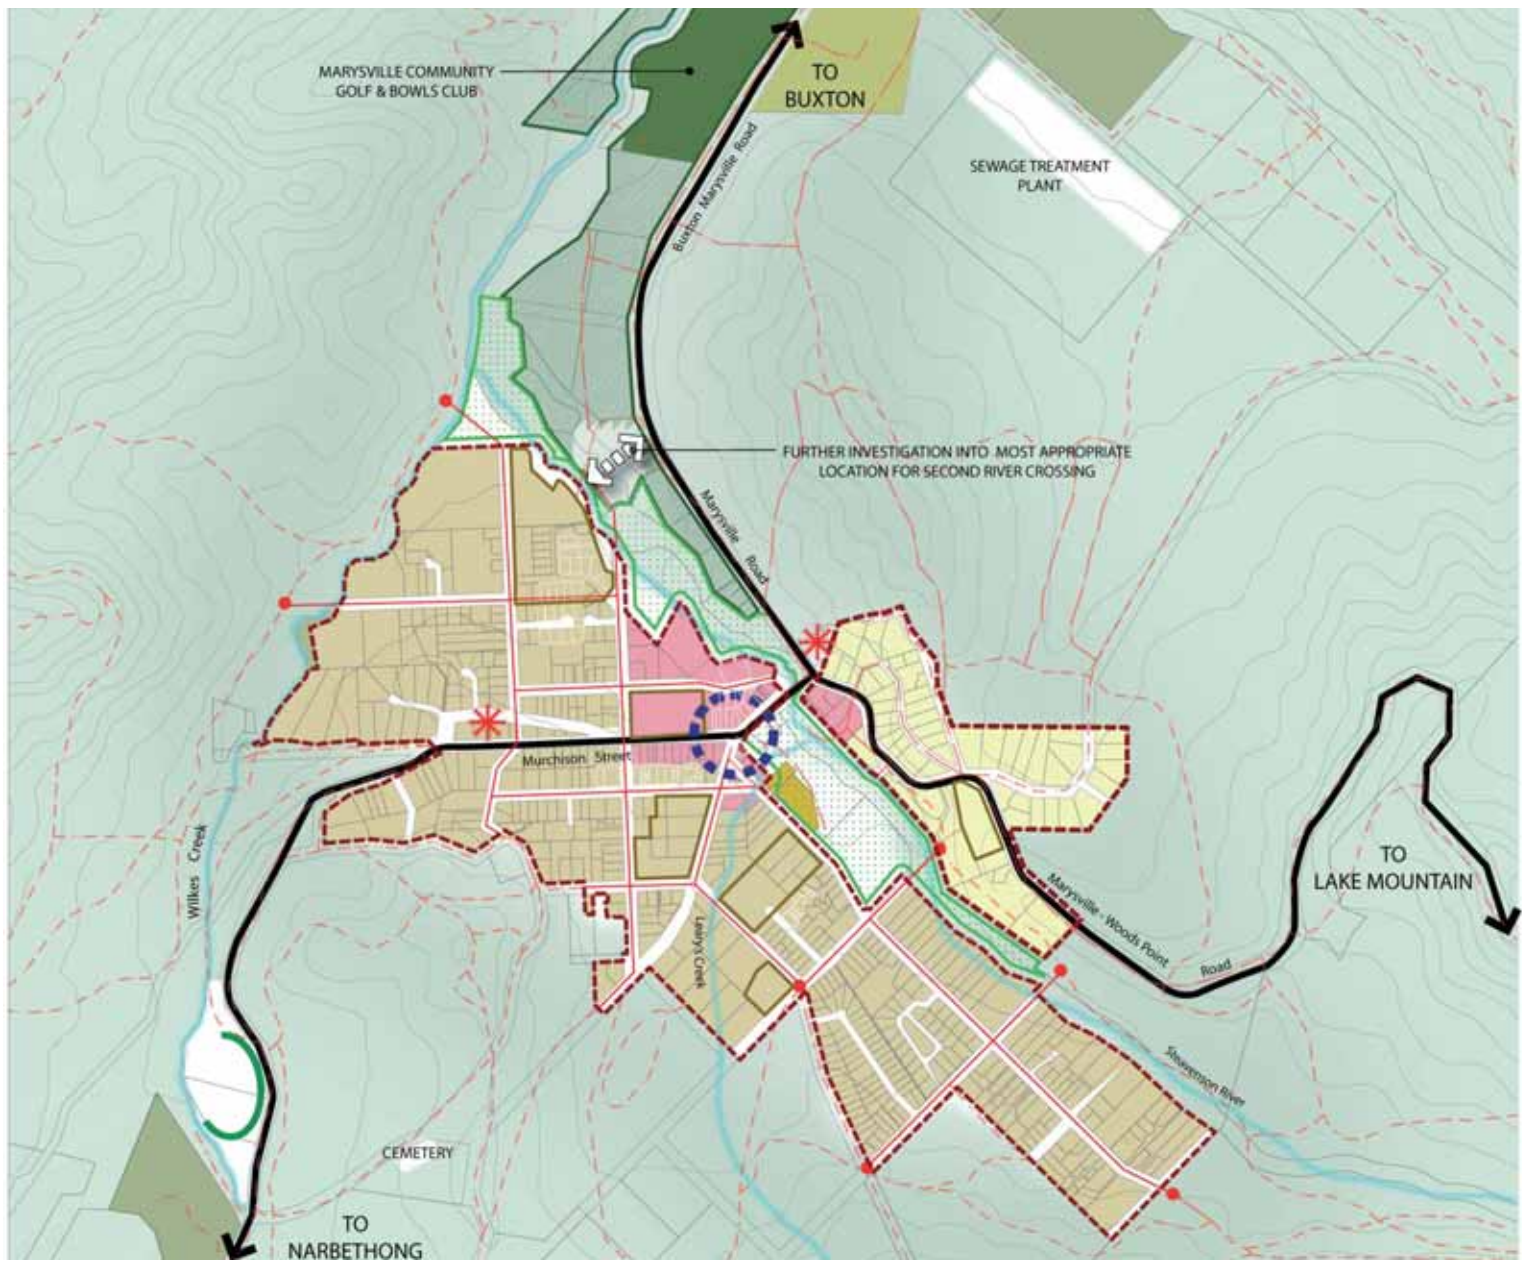 MARYSVILLE COMMUNITY
GOLF & BOWLS CLUB
TO
BUXTON
Buxton Marysville Road
SEWAGE TREATMENT
PLANT
FURTHER INVESTIGATION INTO MOST APPROPRIATE
LOCATION FOR SECOND RIVER CROSSING
Marysville Road
Murchison Street
Wilkes Creek
TO
LAKE MOUNTAIN
Marysville - Woods Point Road
Leary's Creek
Steavenson River
CEMETERY
TO
NARBETHONG